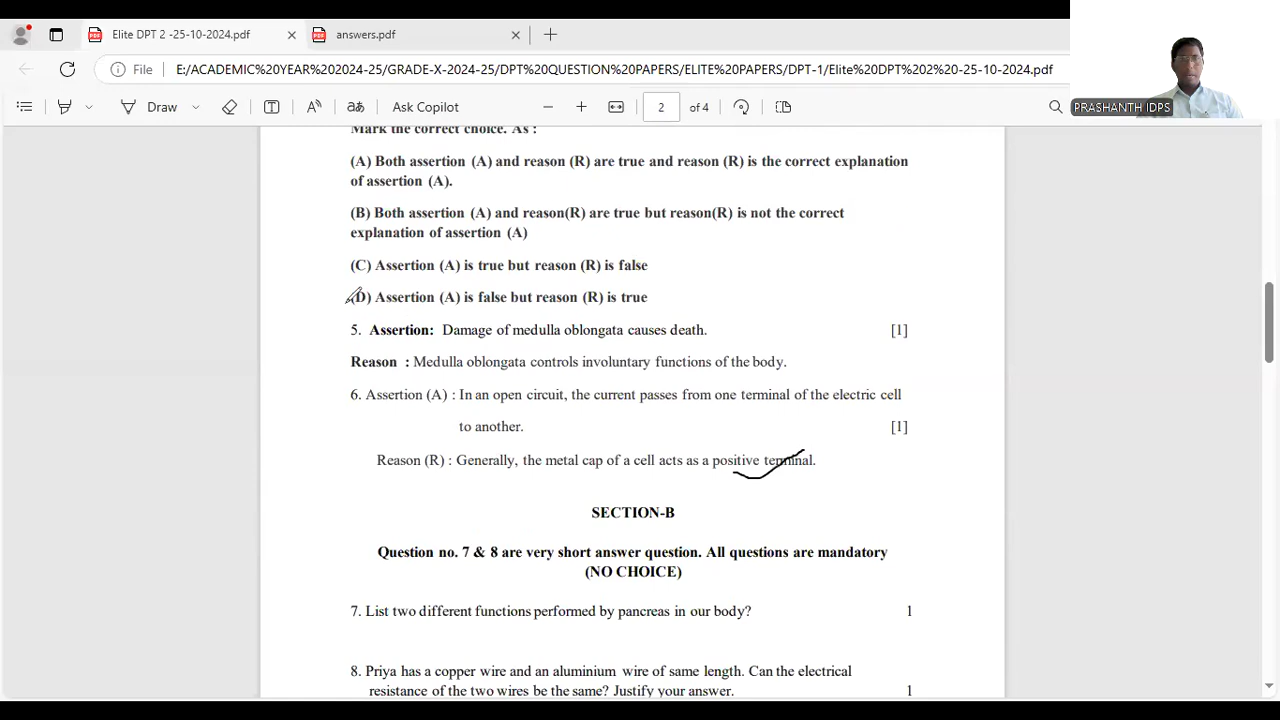 Elite DPT 2 -25-10-2024.pdf
answers.pdf
File
E:/ACADEMIC%20YEAR%202024-25/GRADE-X-2024-25/DPT%20QUESTION%20PAPERS/ELITE%20PAPERS/DPT-1/Elite%20DPT%202%20-25-10-2024.pdf
Draw
Ask Copilot
2 of 4
PRASHANTH IDPS
Mark the correct choice. As :
(A) Both assertion (A) and reason (R) are true and reason (R) is the correct explanation
of assertion (A).
(B) Both assertion (A) and reason(R) are true but reason(R) is not the correct
explanation of assertion (A)
(C) Assertion (A) is true but reason (R) is false
(D) Assertion (A) is false but reason (R) is true
5. Assertion: Damage of medulla oblongata causes death. [1]
Reason : Medulla oblongata controls involuntary functions of the body.
6. Assertion (A) : In an open circuit, the current passes from one terminal of the electric cell
to another. [1]
Reason (R) : Generally, the metal cap of a cell acts as a positive terminal.
SECTION-B
Question no. 7 & 8 are very short answer question. All questions are mandatory
(NO CHOICE)
7. List two different functions performed by pancreas in our body? 1
8. Priya has a copper wire and an aluminium wire of same length. Can the electrical
resistance of the two wires be the same? Justify your answer. 1